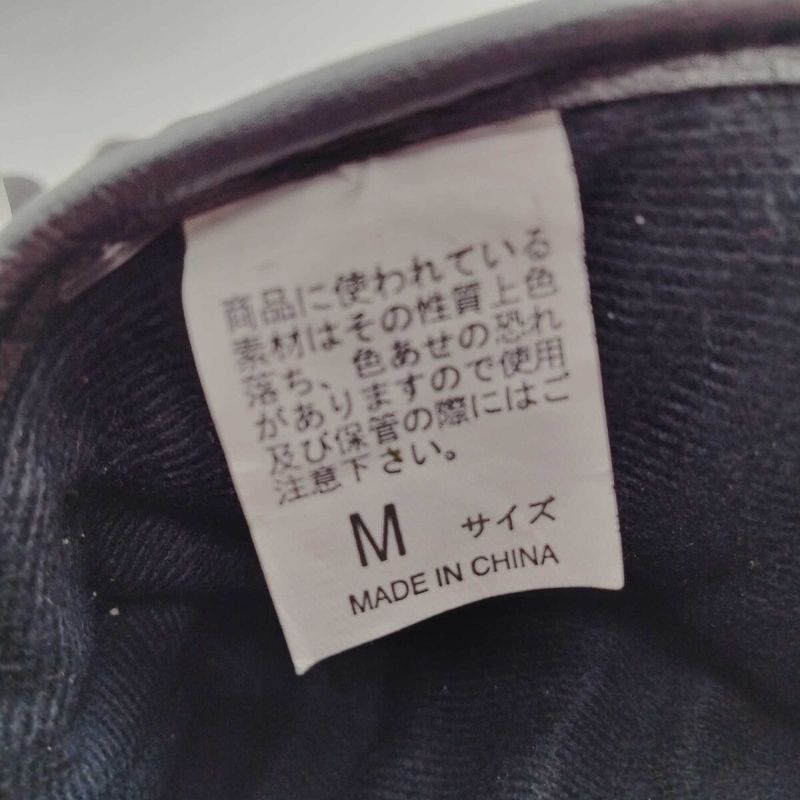 商品に使われている
素材はその性質上色
落ち、色あせの恐れ
がありますので使用
及び保管の際にはご
注意下さい。
M サイズ
MADE IN CHINA